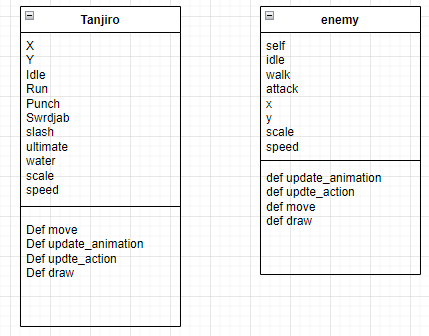 Tanjiro
X
Y
Idle
Run
Punch
Swrdjab
slash
ultimate
water
scale
speed
Def move
Def update_animation
Def updte_action
Def draw
enemy
self
idle
walk
attack
x
y
scale
speed
def update_animation
def updte_action
def move
def draw